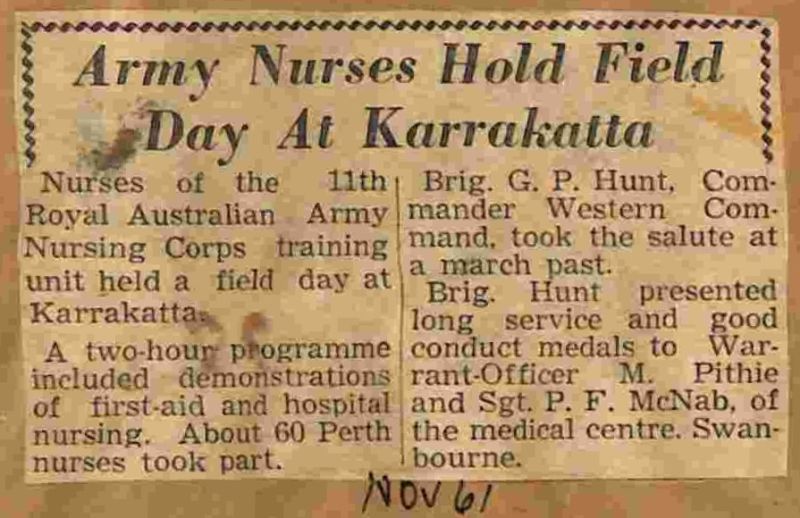 Army Nurses Hold Field
Day At Karrakatta
Nurses of the 11th
Royal Australian Army
Nursing Corps training
unit held a field day at
Karrakatta.
A two-hour programme
included demonstrations
of first-aid and hospital
nursing. About 60 Perth
nurses took part.
Brig. G. P. Hunt, Com-
mander Western Com-
mand, took the salute at
a march past.
Brig. Hunt presented
long service and good
conduct medals to War-
rant-Officer M. Pithie
and Sgt. P. F. McNab, of
the medical centre. Swan-
bourne.
NOV 61